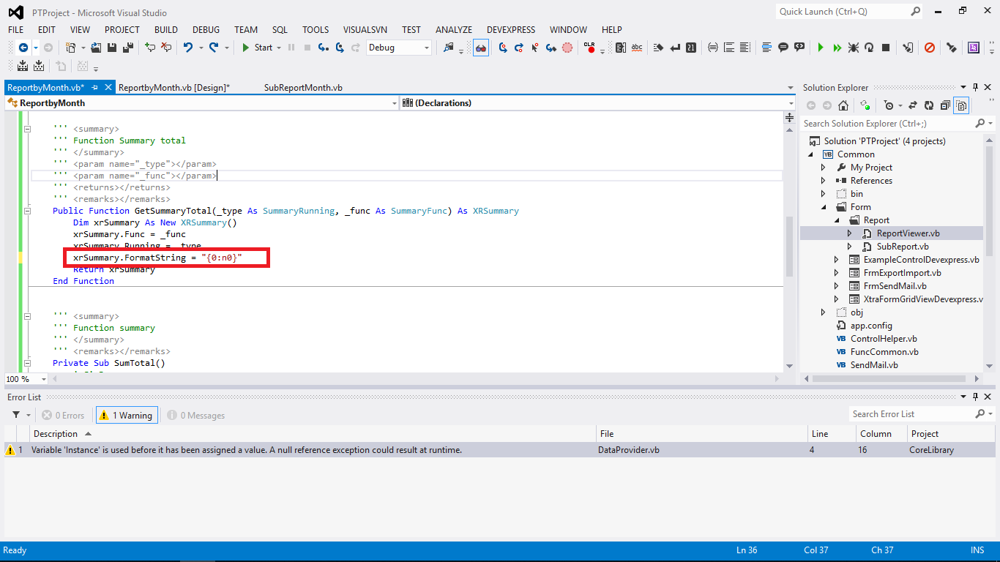 PTProject - Microsoft Visual Studio
Quick Launch (Ctrl+Q)
FILE EDIT VIEW PROJECT BUILD DEBUG TEAM SQL TOOLS VISUALSVN TEST ANALYZE DEVEXPRESS WINDOW HELP
Start Debug abc CLR 21
ReportbyMonth.vb* ReportbyMonth.vb [Design]* SubReportMonth.vb
ReportbyMonth (Declarations)
''' <summary>
''' Function Summary total
''' </summary>
''' <param name="_type"></param>
''' <param name="_func"></param>
''' <returns></returns>
''' <remarks></remarks>
Public Function GetSummaryTotal(_type As SummaryRunning, _func As SummaryFunc) As XRSummary
Dim xrSummary As New XRSummary()
xrSummary.Func = _func
xrSummary.Running = _type
xrSummary.FormatString = "{0:n0}"
Return xrSummary
End Function
''' <summary>
''' Function summary
''' </summary>
''' <remarks></remarks>
Private Sub SumTotal()
100 %
Solution Explorer
Search Solution Explorer (Ctrl+;)
Solution 'PTProject' (4 projects)
VB Common
My Project
References
bin
Form
Report
ReportViewer.vb
SubReport.vb
ExampleControlDevexpress.vb
FrmExportImport.vb
FrmSendMail.vb
XtraFormGridViewDevexpress.v
obj
app.config
VB ControlHelper.vb
VB FuncCommon.vb
VB SendMail.vb
Error List
0 Errors 1 Warning 0 Messages
Search Error List
Description File Line Column Project
1 Variable 'Instance' is used before it has been assigned a value. A null reference exception could result at runtime. DataProvider.vb 4 16 CoreLibrary
Ready Ln 36 Col 37 Ch 37 INS